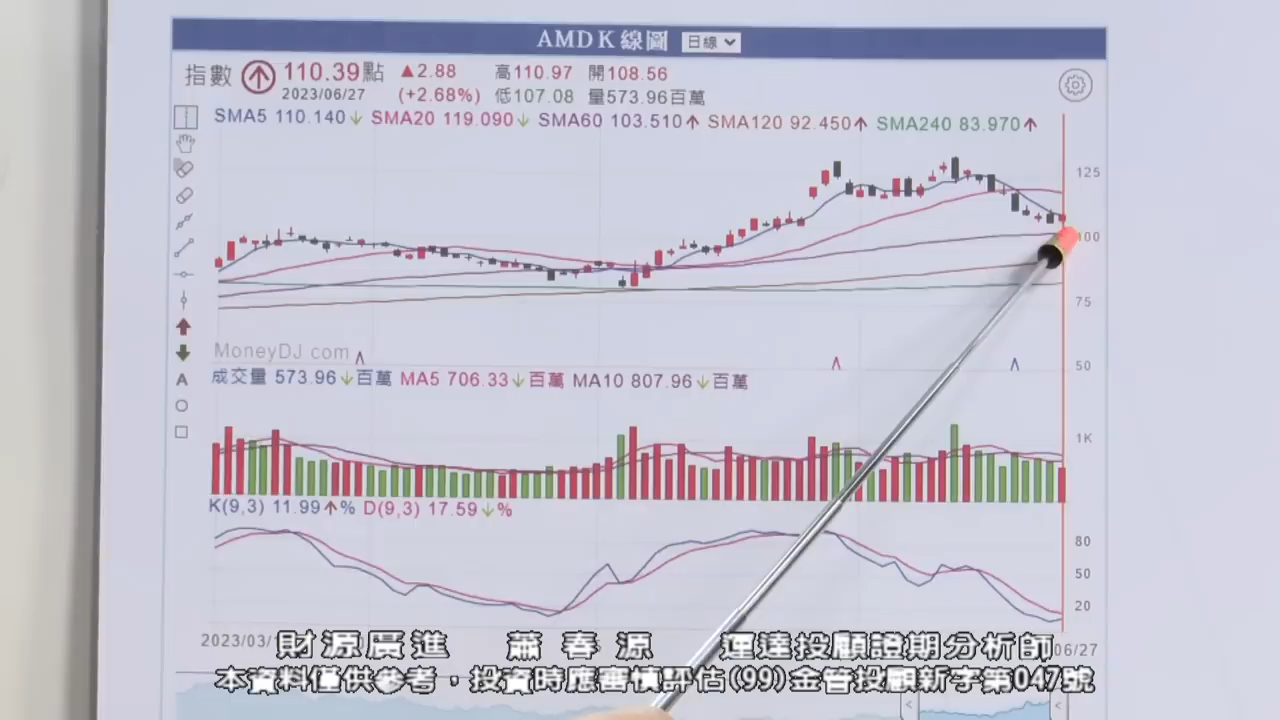 AMD K 線圖 日線
指數 110.39點 ▲2.88 高110.97 開108.56
2023/06/27 (+2.68%) 低107.08 量573.96百萬
SMA5 110.140↓ SMA20 119.090↓ SMA60 103.510↑ SMA120 92.450↑ SMA240 83.970↑
125
100
75
MoneyDJ.com
50
成交量 573.96↓百萬 MA5 706.33↓百萬 MA10 807.96↓百萬
1K
K(9,3) 11.99↑% D(9,3) 17.59↓%
80
50
20
2023/03/ 06/27
財源廣進 蕭春源 運達投顧證期分析師
本資料僅供參考，投資時應審慎評估(99)金管投顧新字第047號